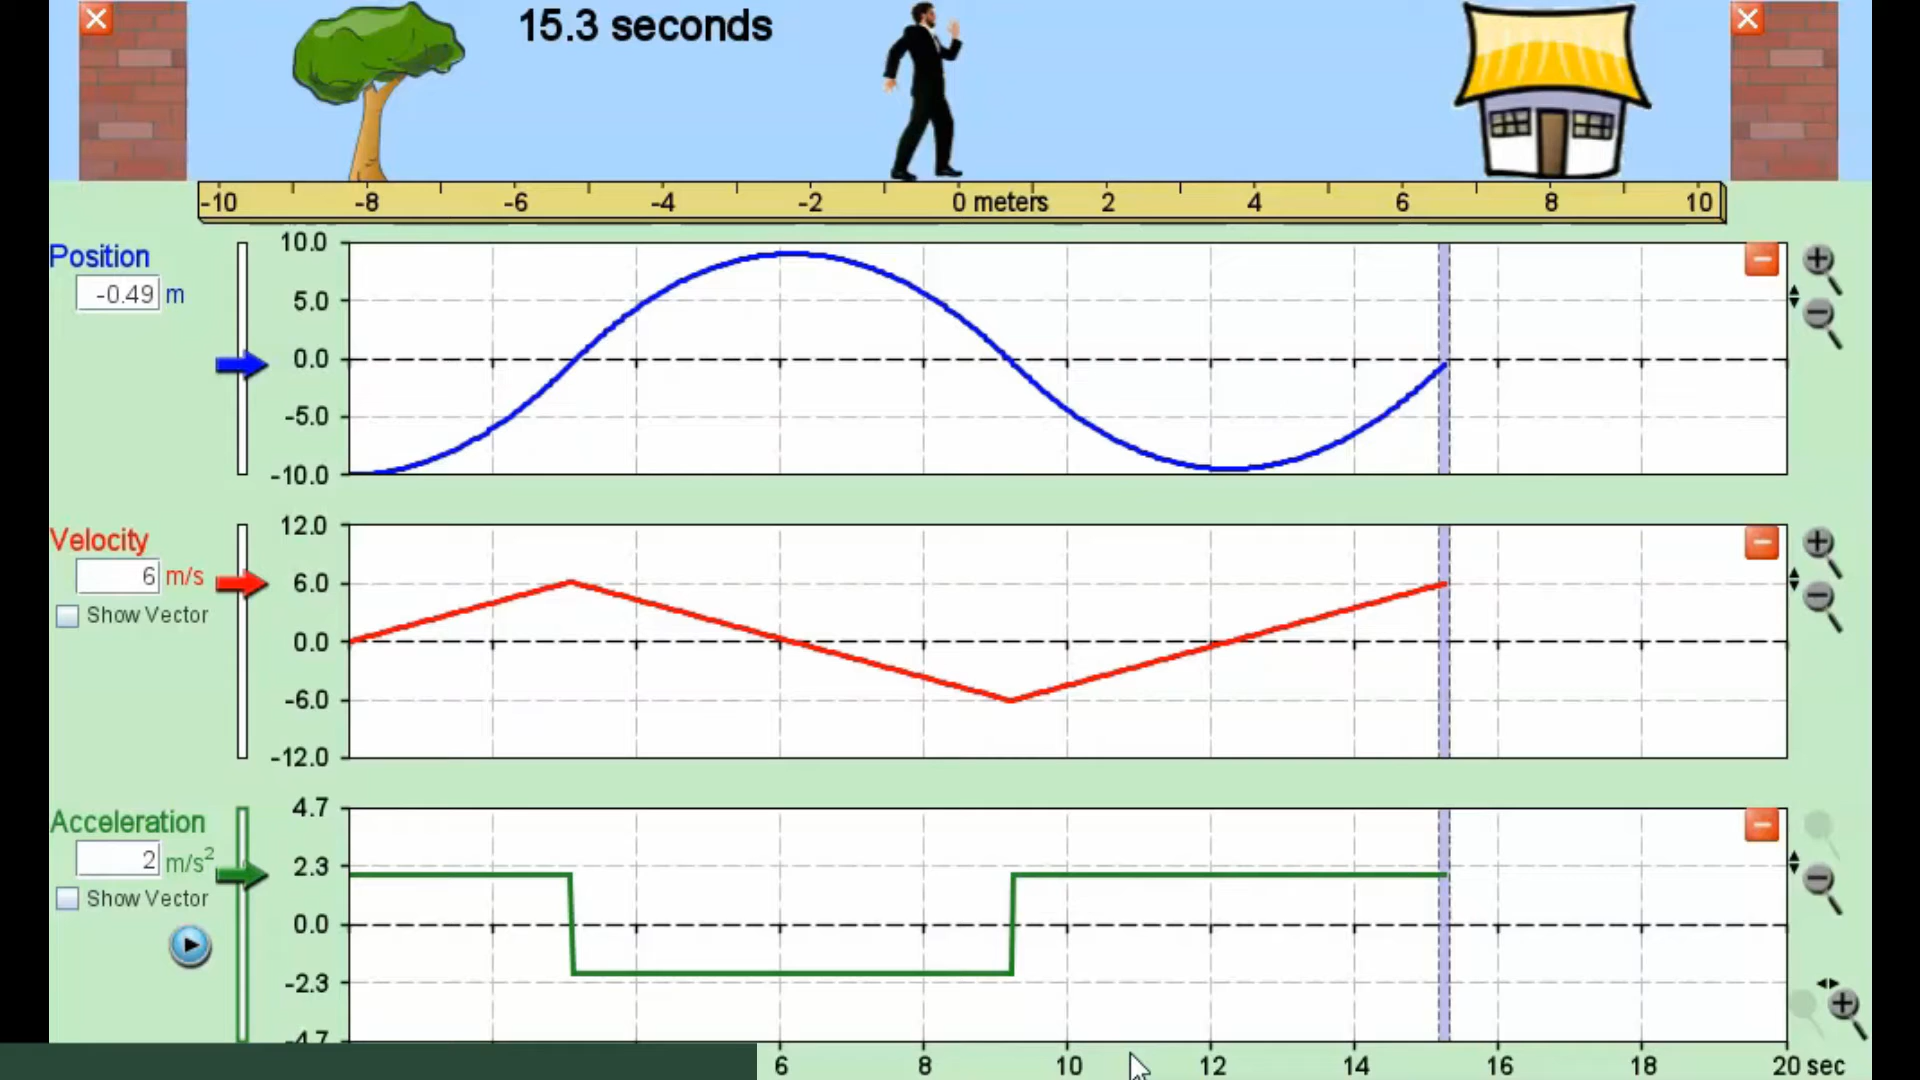 15.3 seconds
-10 -8 -6 -4 -2 0 meters 2 4 6 8 10
Position
-0.49 m
10.0
5.0
0.0
-5.0
-10.0
Velocity
6 m/s
Show Vector
12.0
6.0
0.0
-6.0
-12.0
Acceleration
2 m/s²
Show Vector
4.7
2.3
0.0
-2.3
-4.7
6 8 10 12 14 16 18 20 sec